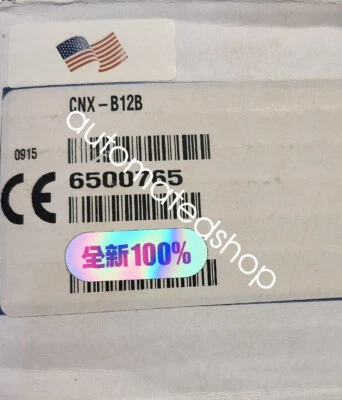 CNX-B12B
0915
CE
6500765
全新100%
automatedshop